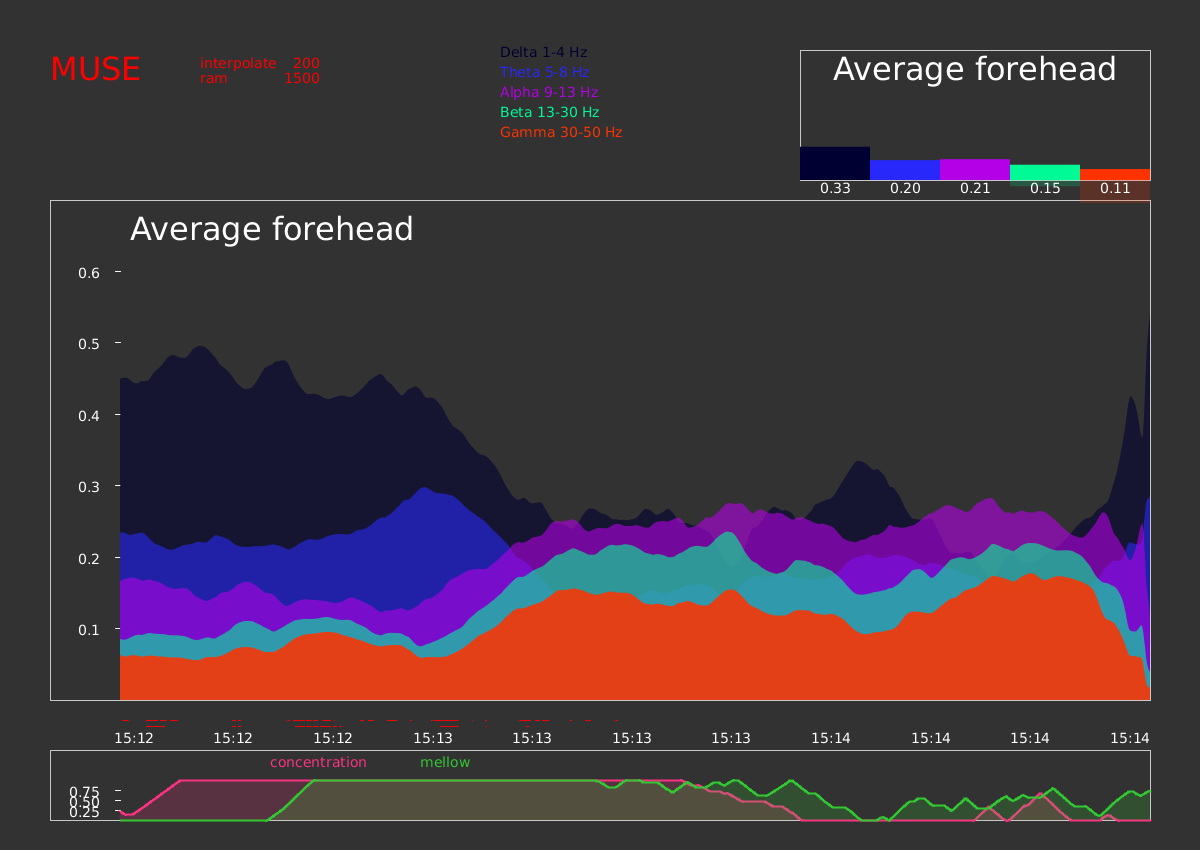 MUSE
interpolate 200
ram 1500
Delta 1-4 Hz
Theta 5-8 Hz
Alpha 9-13 Hz
Beta 13-30 Hz
Gamma 30-50 Hz
Average forehead
0.33 0.20 0.21 0.15 0.11
Average forehead
0.6
0.5
0.4
0.3
0.2
0.1
15:12 15:12 15:12 15:13 15:13 15:13 15:13 15:14 15:14 15:14 15:14
concentration mellow
0.75
0.50
0.25